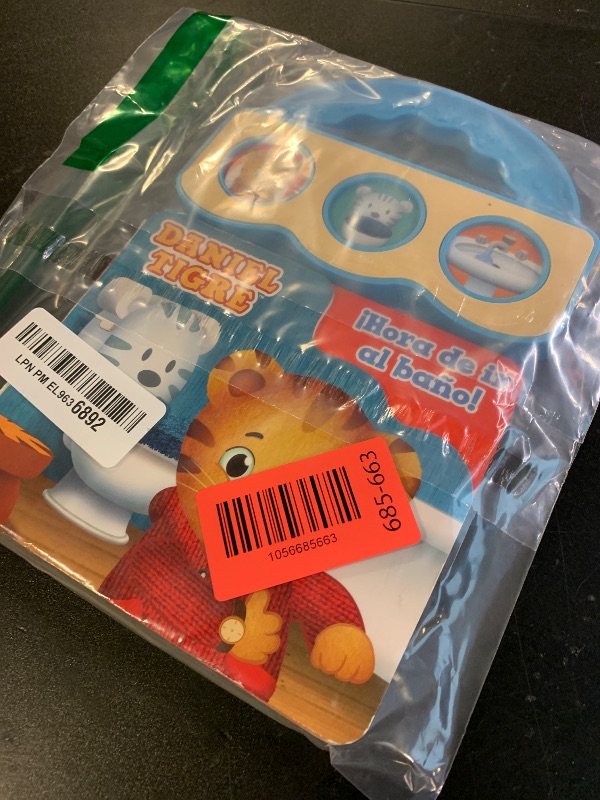 DANIEL
TIGRE
¡Hora de ir
al baño!
LPN PM EL963 6892
1056685663
685-663